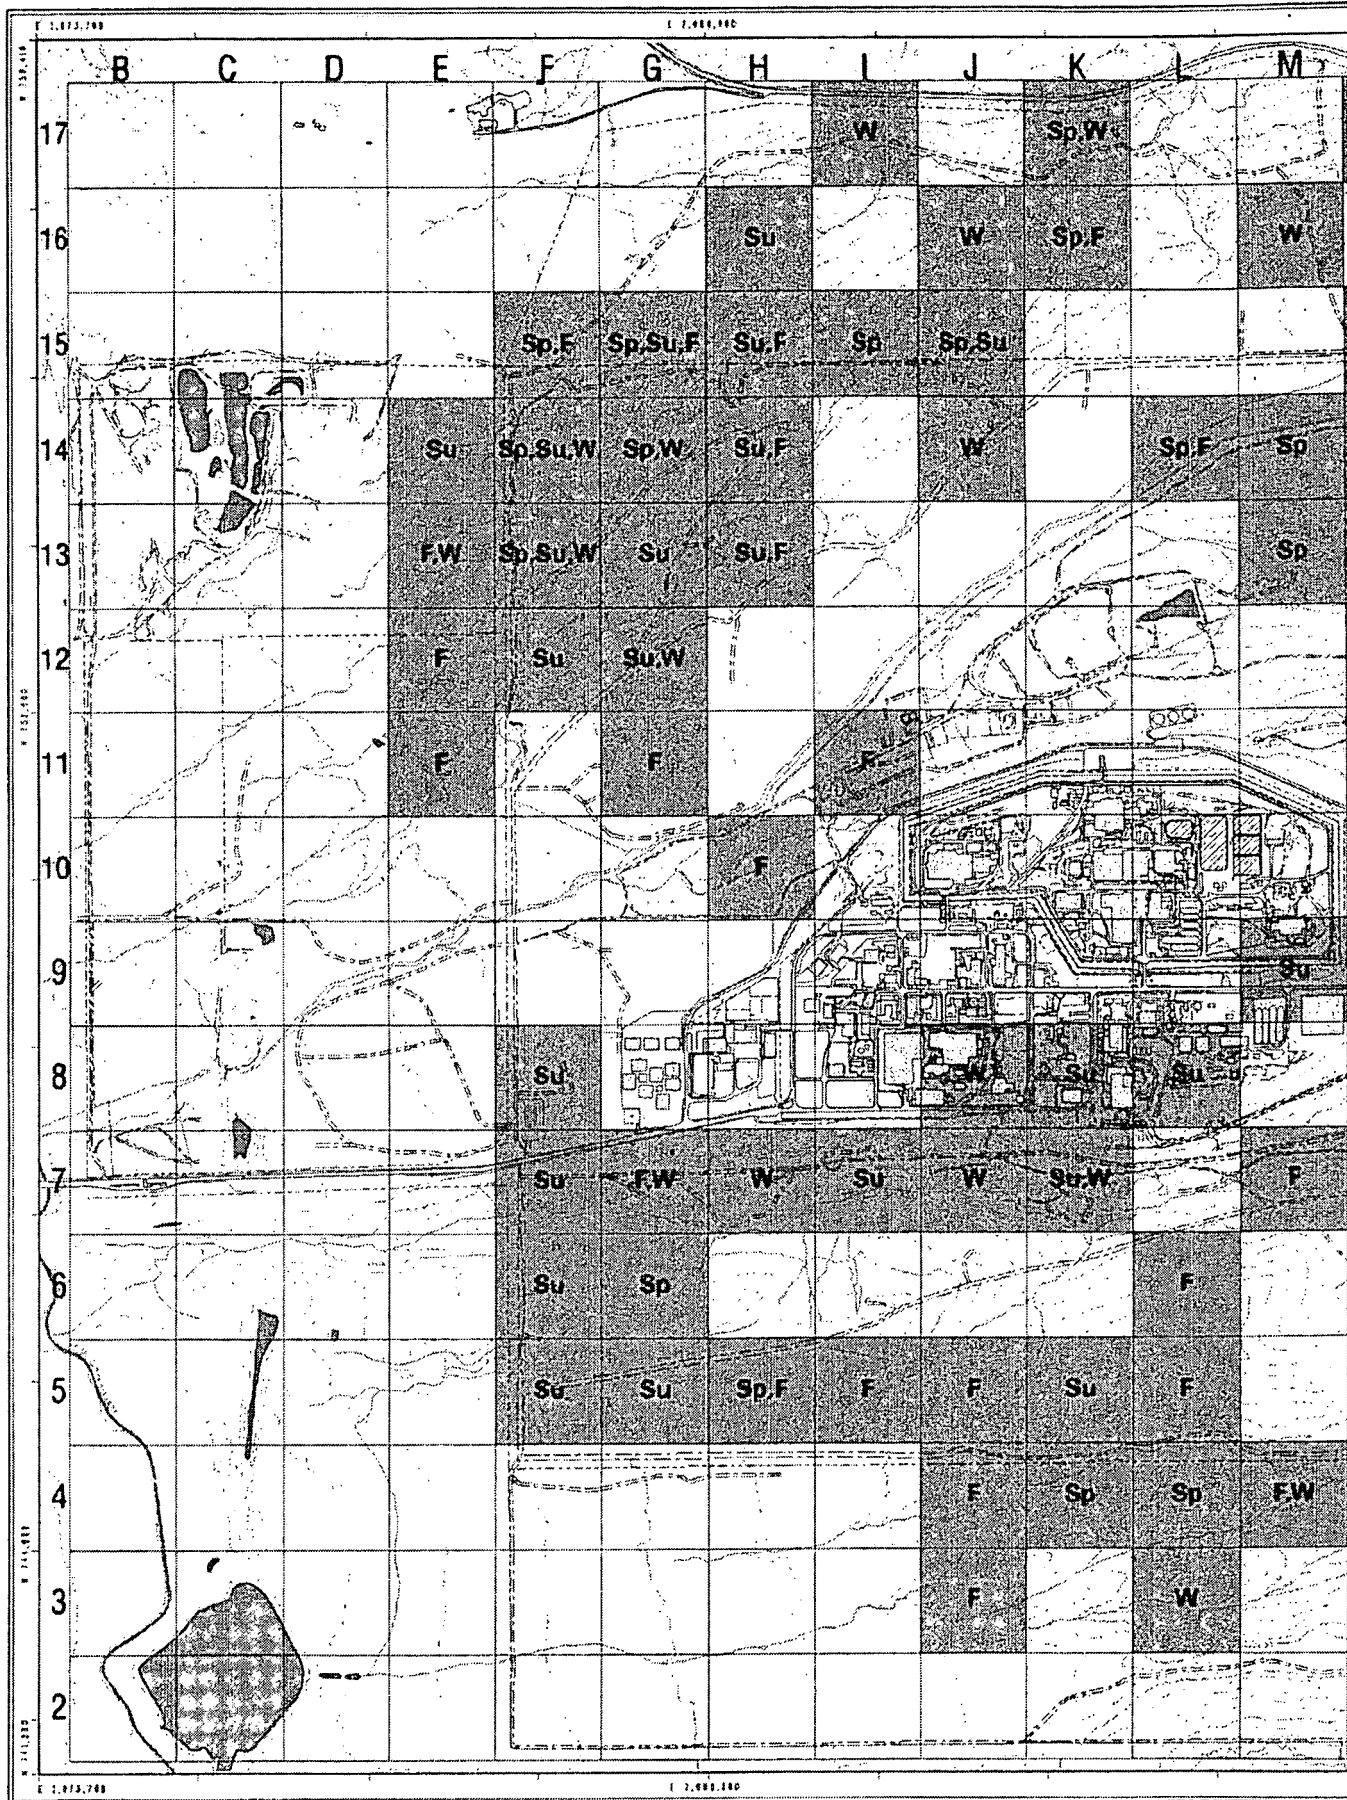 B C D E F G H I J K L M
17 W Sp,W
16 Su W Sp,F W
15 Sp,F Sp,Su,F Su,F Sp Sp,Su
14 Su Sp,Su,W Sp,W Su,F W Sp,F Sp
13 F,W Sp,Su,W Su Su,F Sp
12 F Su Su,W
11 F F F
10 F
9 Su
8 Su W Su Su
7 Su F,W W Su W Su,W F
6 Su Sp F
5 Su Su Sp,F F F Su F
4 F Sp Sp F,W
3 F W
2